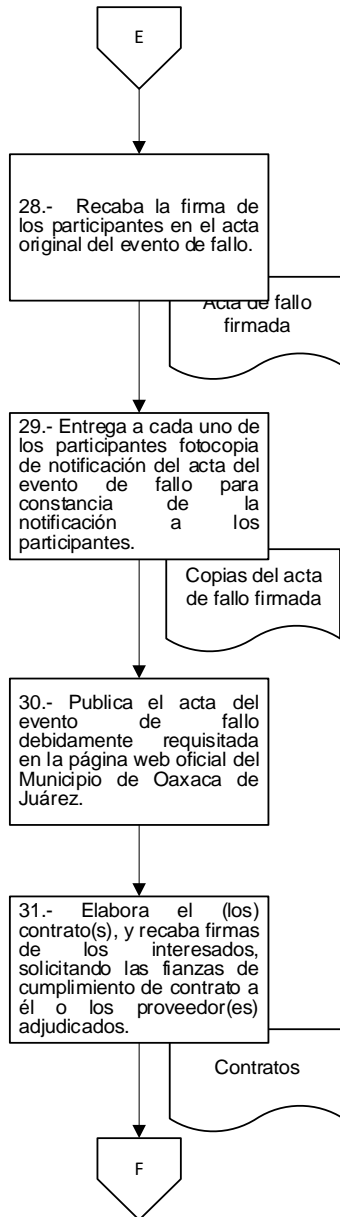 E
28.- Recaba la firma de
los participantes en el acta
original del evento de fallo.
Acta de fallo
firmada
29.- Entrega a cada uno de
los participantes fotocopia
de notificación del acta del
evento de fallo para
constancia de la
notificación a los
participantes.
Copias del acta
de fallo firmada
30.- Publica el acta del
evento de fallo
debidamente requisitada
en la página web oficial del
Municipio de Oaxaca de
Juárez.
31.- Elabora el (los)
contrato(s), y recaba firmas
de los interesados,
solicitando las fianzas de
cumplimiento de contrato a
él o los proveedor(es)
adjudicados.
Contratos
F